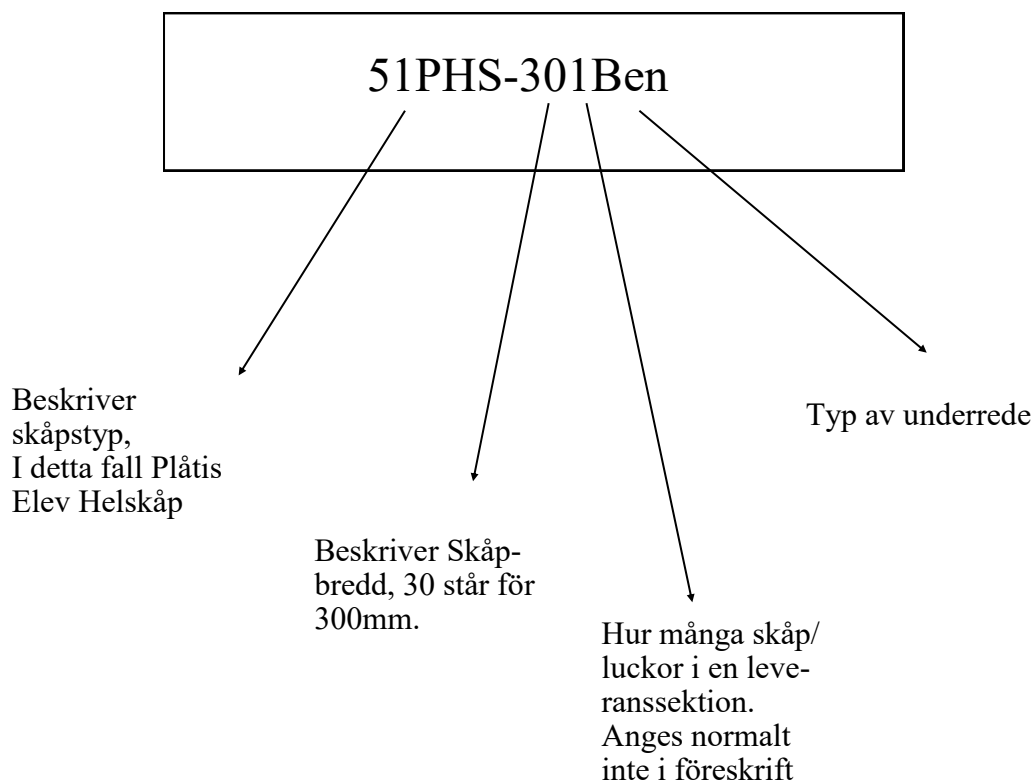 51PHS-301Ben
Beskriver
skåpstyp,
I detta fall Plåtis
Elev Helskåp
Beskriver Skåp-
bredd, 30 står för
300mm.
Hur många skåp/
luckor i en leve-
ranssektion.
Anges normalt
inte i föreskrift
Typ av underrede